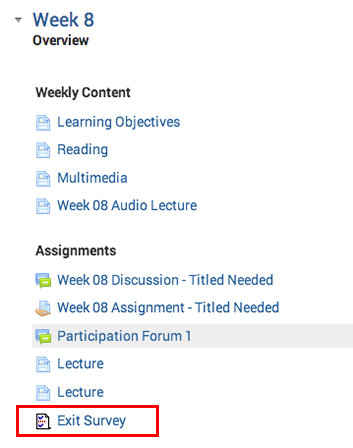 Week 8
Overview
Weekly Content
Learning Objectives
Reading
Multimedia
Week 08 Audio Lecture
Assignments
Week 08 Discussion - Titled Needed
Week 08 Assignment - Titled Needed
Participation Forum 1
Lecture
Lecture
Exit Survey